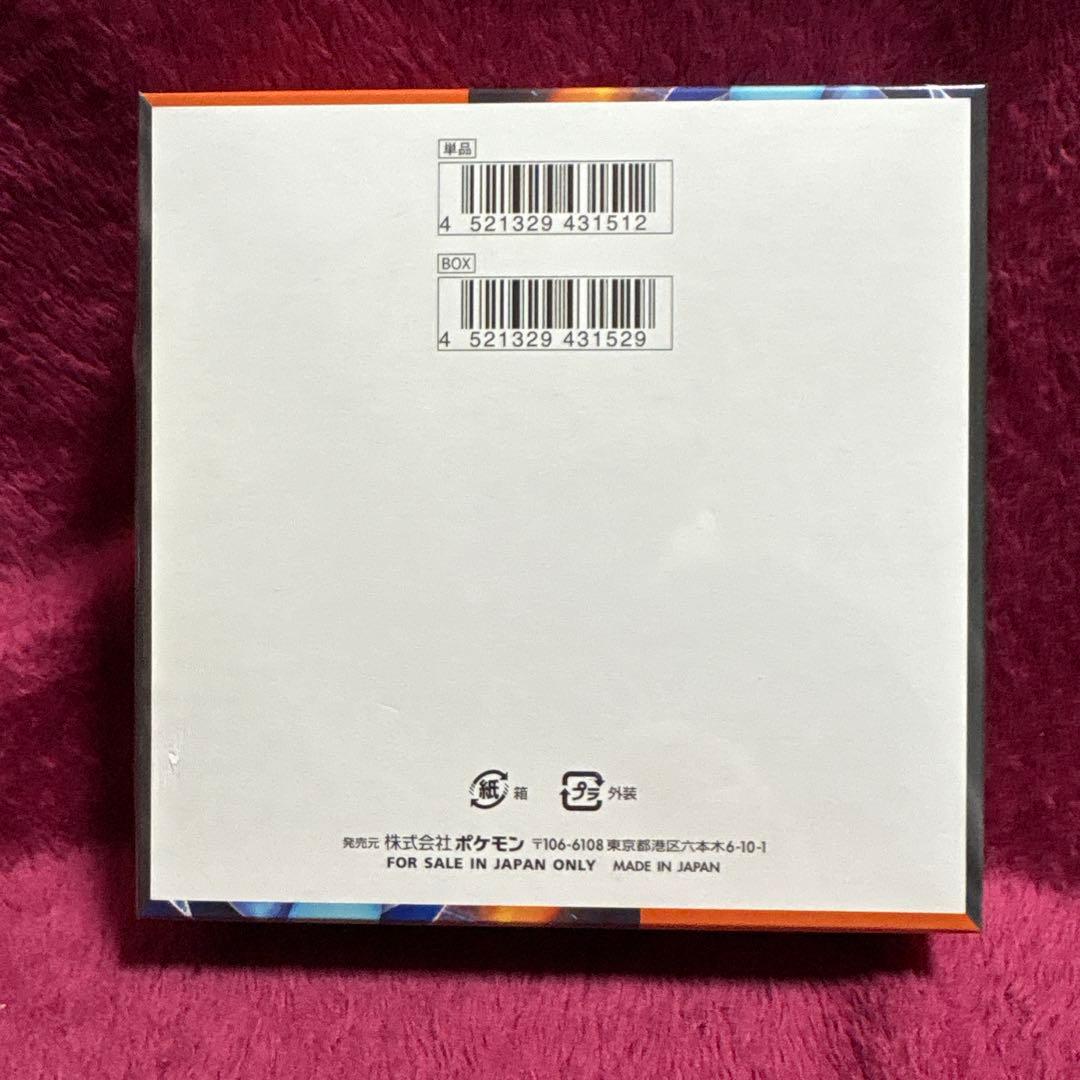 単品
4 521329 431512
BOX
4 521329 431529
紙 箱 プラ 外装
発売元 株式会社ポケモン 〒106-6108 東京都港区六本木6-10-1
FOR SALE IN JAPAN ONLY MADE IN JAPAN